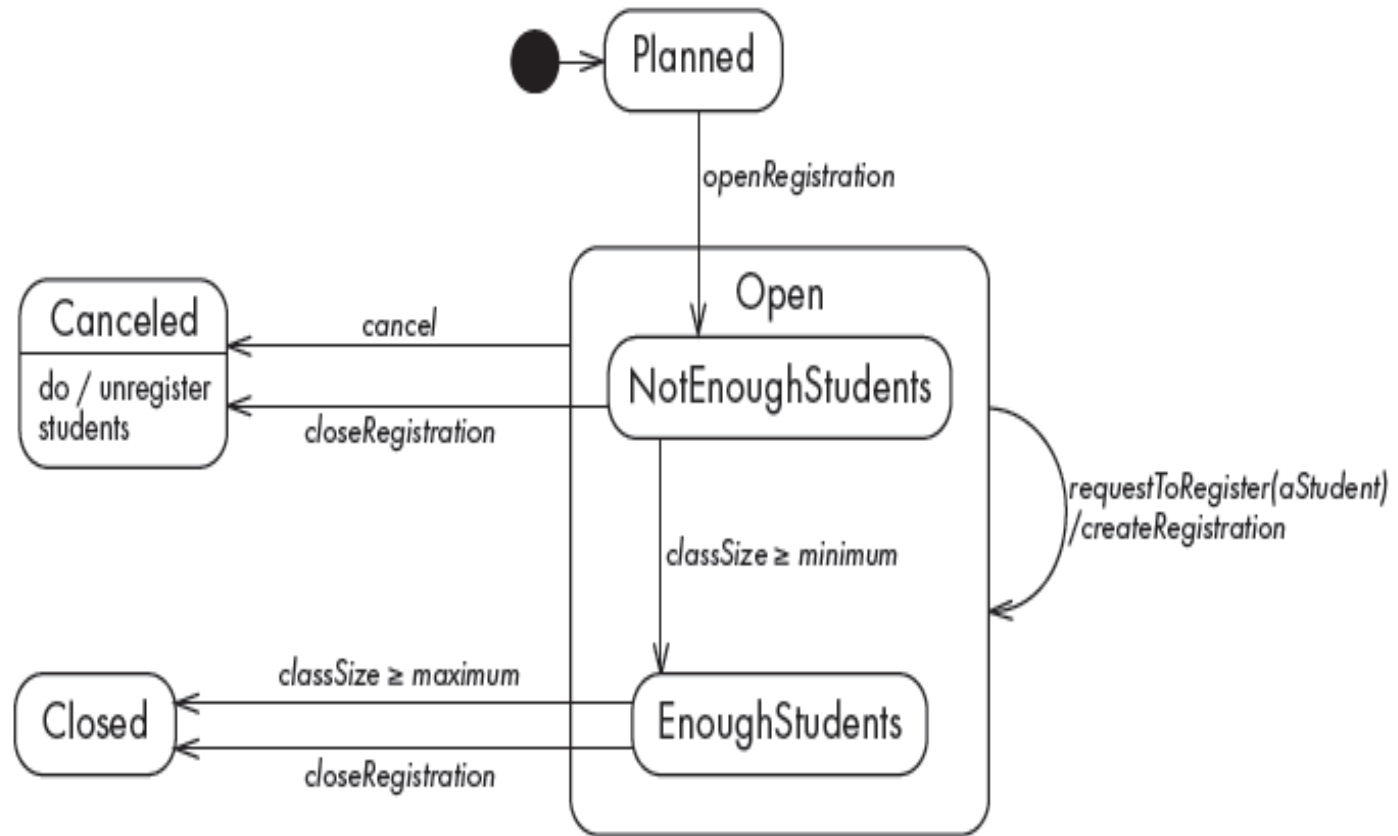 Planned
openRegistration
Open
Canceled
do / unregister
students
cancel
closeRegistration
NotEnoughStudents
requestToRegister(aStudent)
/createRegistration
classSize ≥ minimum
classSize ≥ maximum
Closed
closeRegistration
EnoughStudents